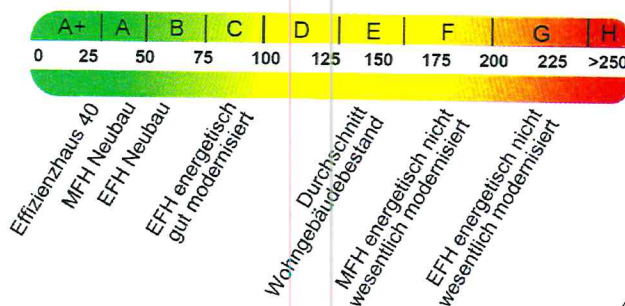 A+ A B C D E F G H
0 25 50 75 100 125 150 175 200 225 >250
Effizienzhaus 40
MFH Neubau
EFH Neubau
EFH energetisch
gut modernisiert
Durchschnitt
Wohngebäudebestand
MFH energetisch nicht
wesentlich modernisiert
EFH energetisch nicht
wesentlich modernisiert